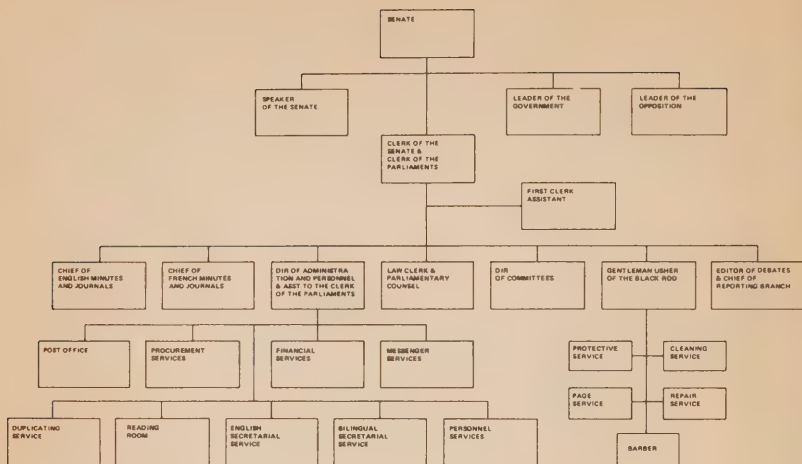 SENATE
SPEAKER
OF THE SENATE
LEADER OF THE
GOVERNMENT
LEADER OF THE
OPPOSITION
CLERK OF THE
SENATE &
CLERK OF THE
PARLIAMENTS
FIRST CLERK
ASSISTANT
CHIEF OF
ENGLISH MINUTES
AND JOURNALS
CHIEF OF
FRENCH MINUTES
AND JOURNALS
DIR OF ADMINISTRA
TION AND PERSONNEL
& ASST TO THE CLERK
OF THE PARLIAMENTS
LAW CLERK &
PARLIAMENTARY
COUNSEL
DIR
OF COMMITTEES
GENTLEMAN USHER
OF THE BLACK ROD
EDITOR OF DEBATES
& CHIEF OF
REPORTING BRANCH
POST OFFICE
PROCUREMENT
SERVICES
FINANCIAL
SERVICES
MESSENGER
SERVICES
PROTECTIVE
SERVICE
CLEANING
SERVICE
PAGE
SERVICE
REPAIR
SERVICE
DUPLICATING
SERVICE
READING
ROOM
ENGLISH
SECRETARIAL
SERVICE
BILINGUAL
SECRETARIAL
SERVICE
PERSONNEL
SERVICES
BARBER